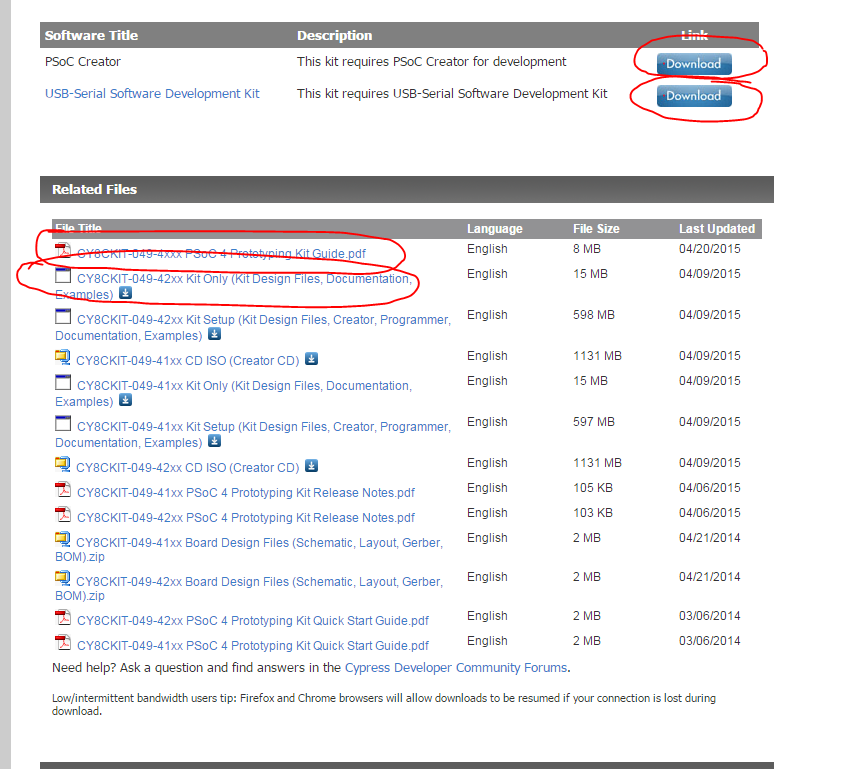 Software Title Description Link
PSoC Creator This kit requires PSoC Creator for development Download
USB-Serial Software Development Kit This kit requires USB-Serial Software Development Kit Download
Related Files
File Title Language File Size Last Updated
CY8CKIT-049-4xxx PSoC 4 Prototyping Kit Guide.pdf English 8 MB 04/20/2015
CY8CKIT-049-42xx Kit Only (Kit Design Files, Documentation, English 15 MB 04/09/2015
Examples)
CY8CKIT-049-42xx Kit Setup (Kit Design Files, Creator, Programmer, English 598 MB 04/09/2015
Documentation, Examples)
CY8CKIT-049-41xx CD ISO (Creator CD) English 1131 MB 04/09/2015
CY8CKIT-049-41xx Kit Only (Kit Design Files, Documentation, English 15 MB 04/09/2015
Examples)
CY8CKIT-049-41xx Kit Setup (Kit Design Files, Creator, Programmer, English 597 MB 04/09/2015
Documentation, Examples)
CY8CKIT-049-42xx CD ISO (Creator CD) English 1131 MB 04/09/2015
CY8CKIT-049-41xx PSoC 4 Prototyping Kit Release Notes.pdf English 105 KB 04/06/2015
CY8CKIT-049-42xx PSoC 4 Prototyping Kit Release Notes.pdf English 103 KB 04/06/2015
CY8CKIT-049-41xx Board Design Files (Schematic, Layout, Gerber, English 2 MB 04/21/2014
BOM).zip
CY8CKIT-049-42xx Board Design Files (Schematic, Layout, Gerber, English 2 MB 04/21/2014
BOM).zip
CY8CKIT-049-42xx PSoC 4 Prototyping Kit Quick Start Guide.pdf English 2 MB 03/06/2014
CY8CKIT-049-41xx PSoC 4 Prototyping Kit Quick Start Guide.pdf English 2 MB 03/06/2014
Need help? Ask a question and find answers in the Cypress Developer Community Forums.
Low/intermittent bandwidth users tip: Firefox and Chrome browsers will allow downloads to be resumed if your connection is lost during
download.